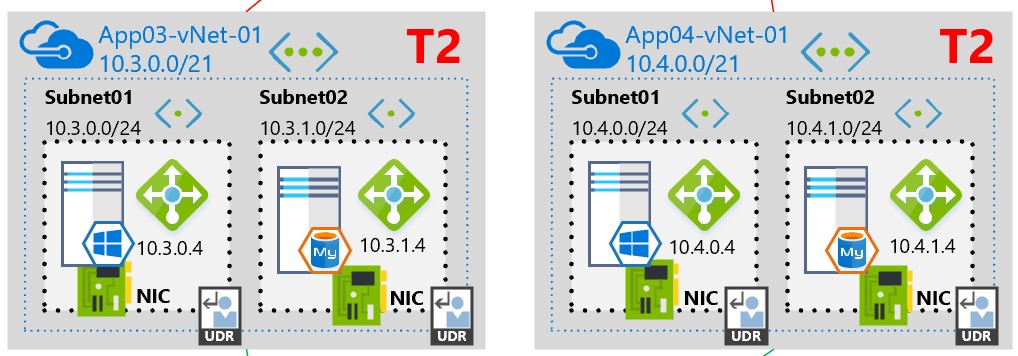 App03-vNet-01
10.3.0.0/21
T2
Subnet01
10.3.0.0/24
10.3.0.4
NIC
UDR
Subnet02
10.3.1.0/24
My
10.3.1.4
NIC
UDR
App04-vNet-01
10.4.0.0/21
T2
Subnet01
10.4.0.0/24
10.4.0.4
NIC
UDR
Subnet02
10.4.1.0/24
My
10.4.1.4
NIC
UDR